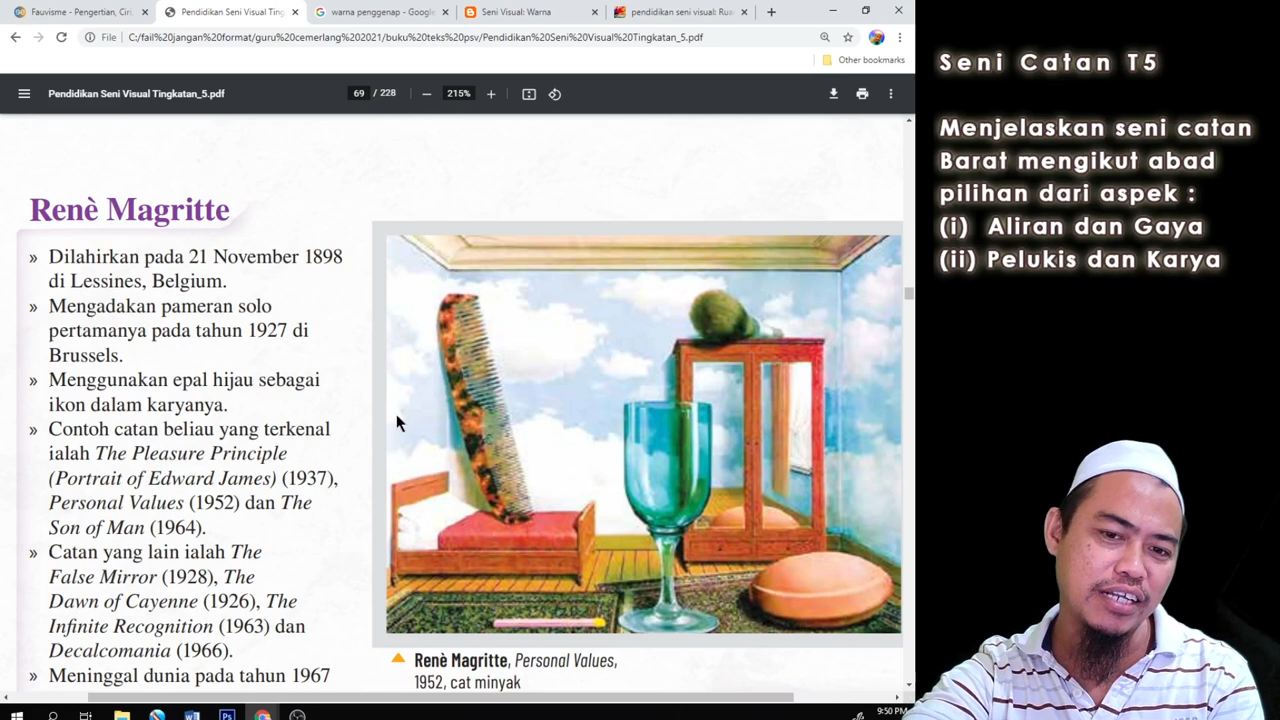 Fauvisme - Pengertian, Ciri,
Pendidikan Seni Visual Ting
warna penggenap - Google
Seni Visual: Warna
pendidikan seni visual: Rua
File
C:/fail%20jangan%20format/guru%20cemerlang%202021/buku%20teks%20psv/Pendidikan%20Seni%20Visual%20Tingkatan_5.pdf
Other bookmarks
Pendidikan Seni Visual Tingkatan_5.pdf
69 / 228
215%
Renè Magritte
» Dilahirkan pada 21 November 1898
di Lessines, Belgium.
» Mengadakan pameran solo
pertamanya pada tahun 1927 di
Brussels.
» Menggunakan epal hijau sebagai
ikon dalam karyanya.
» Contoh catan beliau yang terkenal
ialah The Pleasure Principle
(Portrait of Edward James) (1937),
Personal Values (1952) dan The
Son of Man (1964).
» Catan yang lain ialah The
False Mirror (1928), The
Dawn of Cayenne (1926), The
Infinite Recognition (1963) dan
Decalcomania (1966).
» Meninggal dunia pada tahun 1967
Renè Magritte, Personal Values,
1952, cat minyak
9:50 PM
Seni Catan T5
Menjelaskan seni catan
Barat mengikut abad
pilihan dari aspek :
(i) Aliran dan Gaya
(ii) Pelukis dan Karya